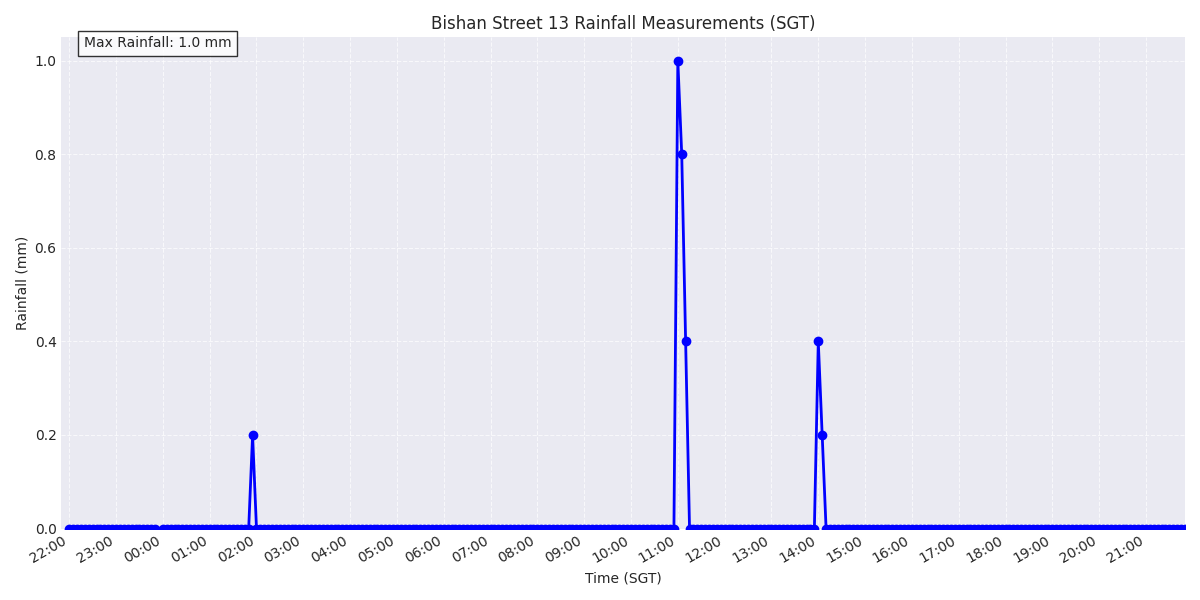 Bishan Street 13 Rainfall Measurements (SGT)
Max Rainfall: 1.0 mm
1.0
0.8
0.6
0.4
0.2
0.0
Rainfall (mm)
22:00 23:00 00:00 01:00 02:00 03:00 04:00 05:00 06:00 07:00 08:00 09:00 10:00 11:00 12:00 13:00 14:00 15:00 16:00 17:00 18:00 19:00 20:00 21:00
Time (SGT)